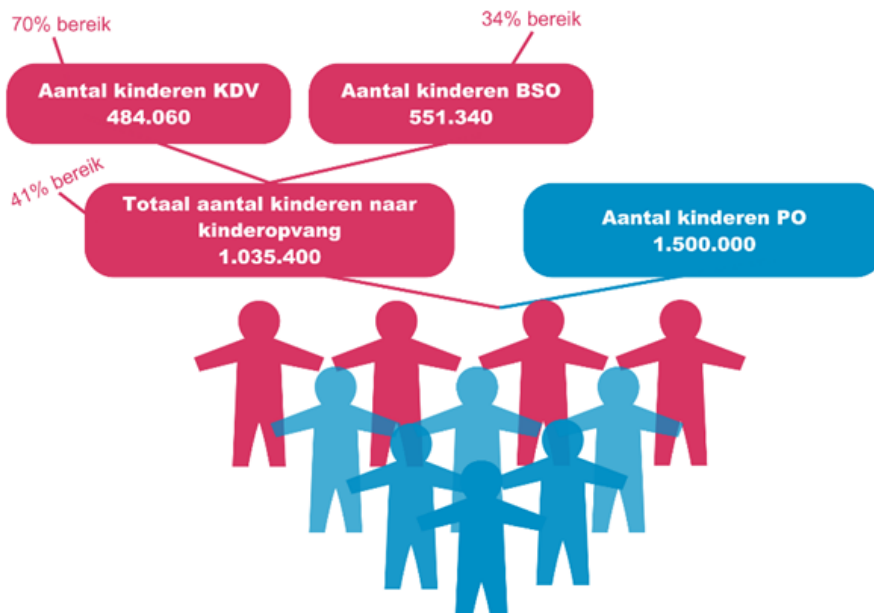 70% bereik
34% bereik
Aantal kinderen KDV
484.060
Aantal kinderen BSO
551.340
41% bereik
Totaal aantal kinderen naar
kinderopvang
1.035.400
Aantal kinderen PO
1.500.000